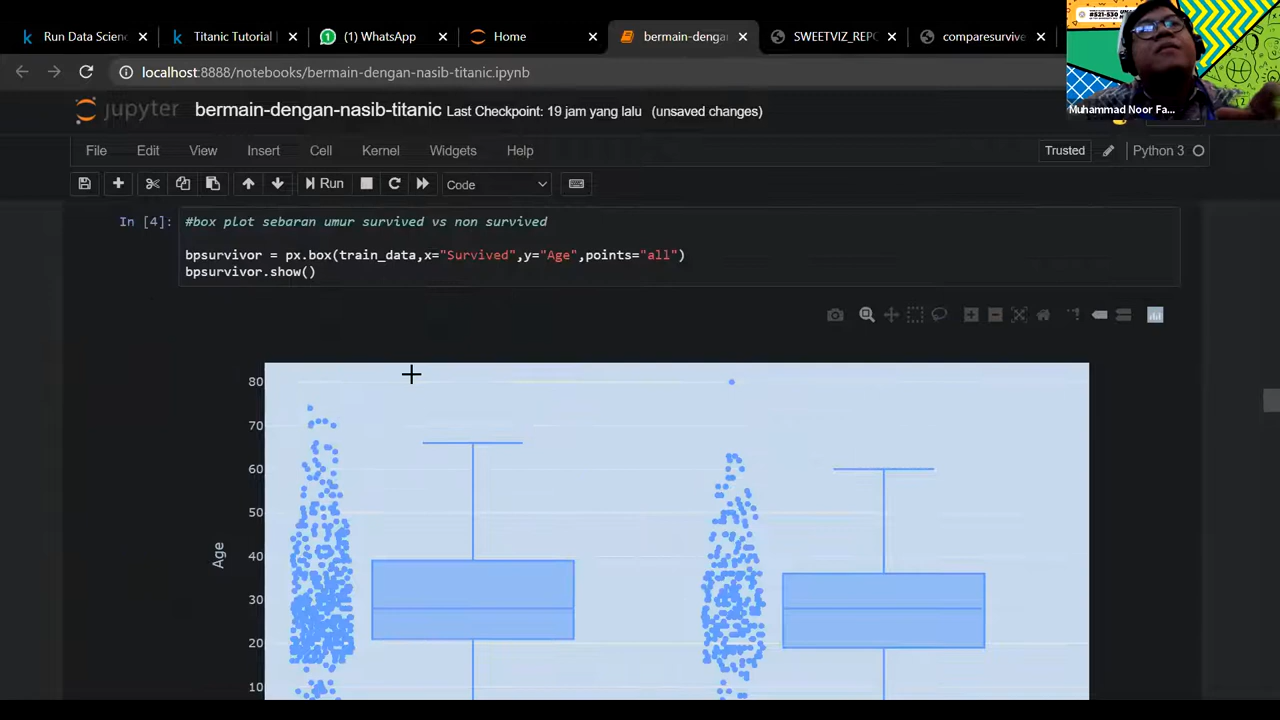 Run Data Scienc
Titanic Tutorial
(1) WhatsApp
Home
bermain-denga
SWEETVIZ_REPO
comparesurvive
localhost:8888/notebooks/bermain-dengan-nasib-titanic.ipynb
#521-530
Muhammad Noor Fa...
jupyter
bermain-dengan-nasib-titanic Last Checkpoint: 19 jam yang lalu (unsaved changes)
File Edit View Insert Cell Kernel Widgets Help
Trusted
Python 3
Run
Code
In [4]:
#box plot sebaran umur survived vs non survived
bpsurvivor = px.box(train_data,x="Survived",y="Age",points="all")
bpsurvivor.show()
80
70
60
50
40
30
20
10
Age